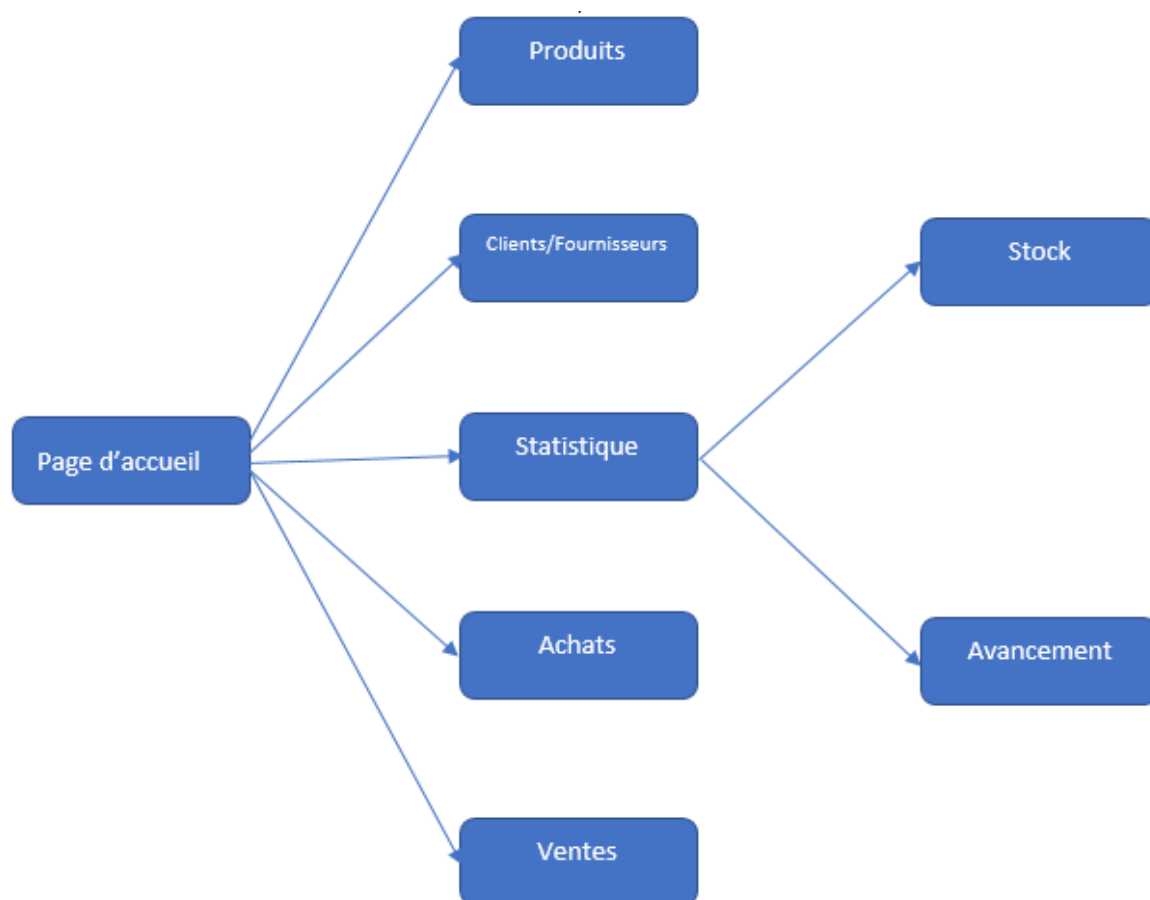 Produits
Clients/Fournisseurs
Stock
Page d’accueil
Statistique
Achats
Avancement
Ventes